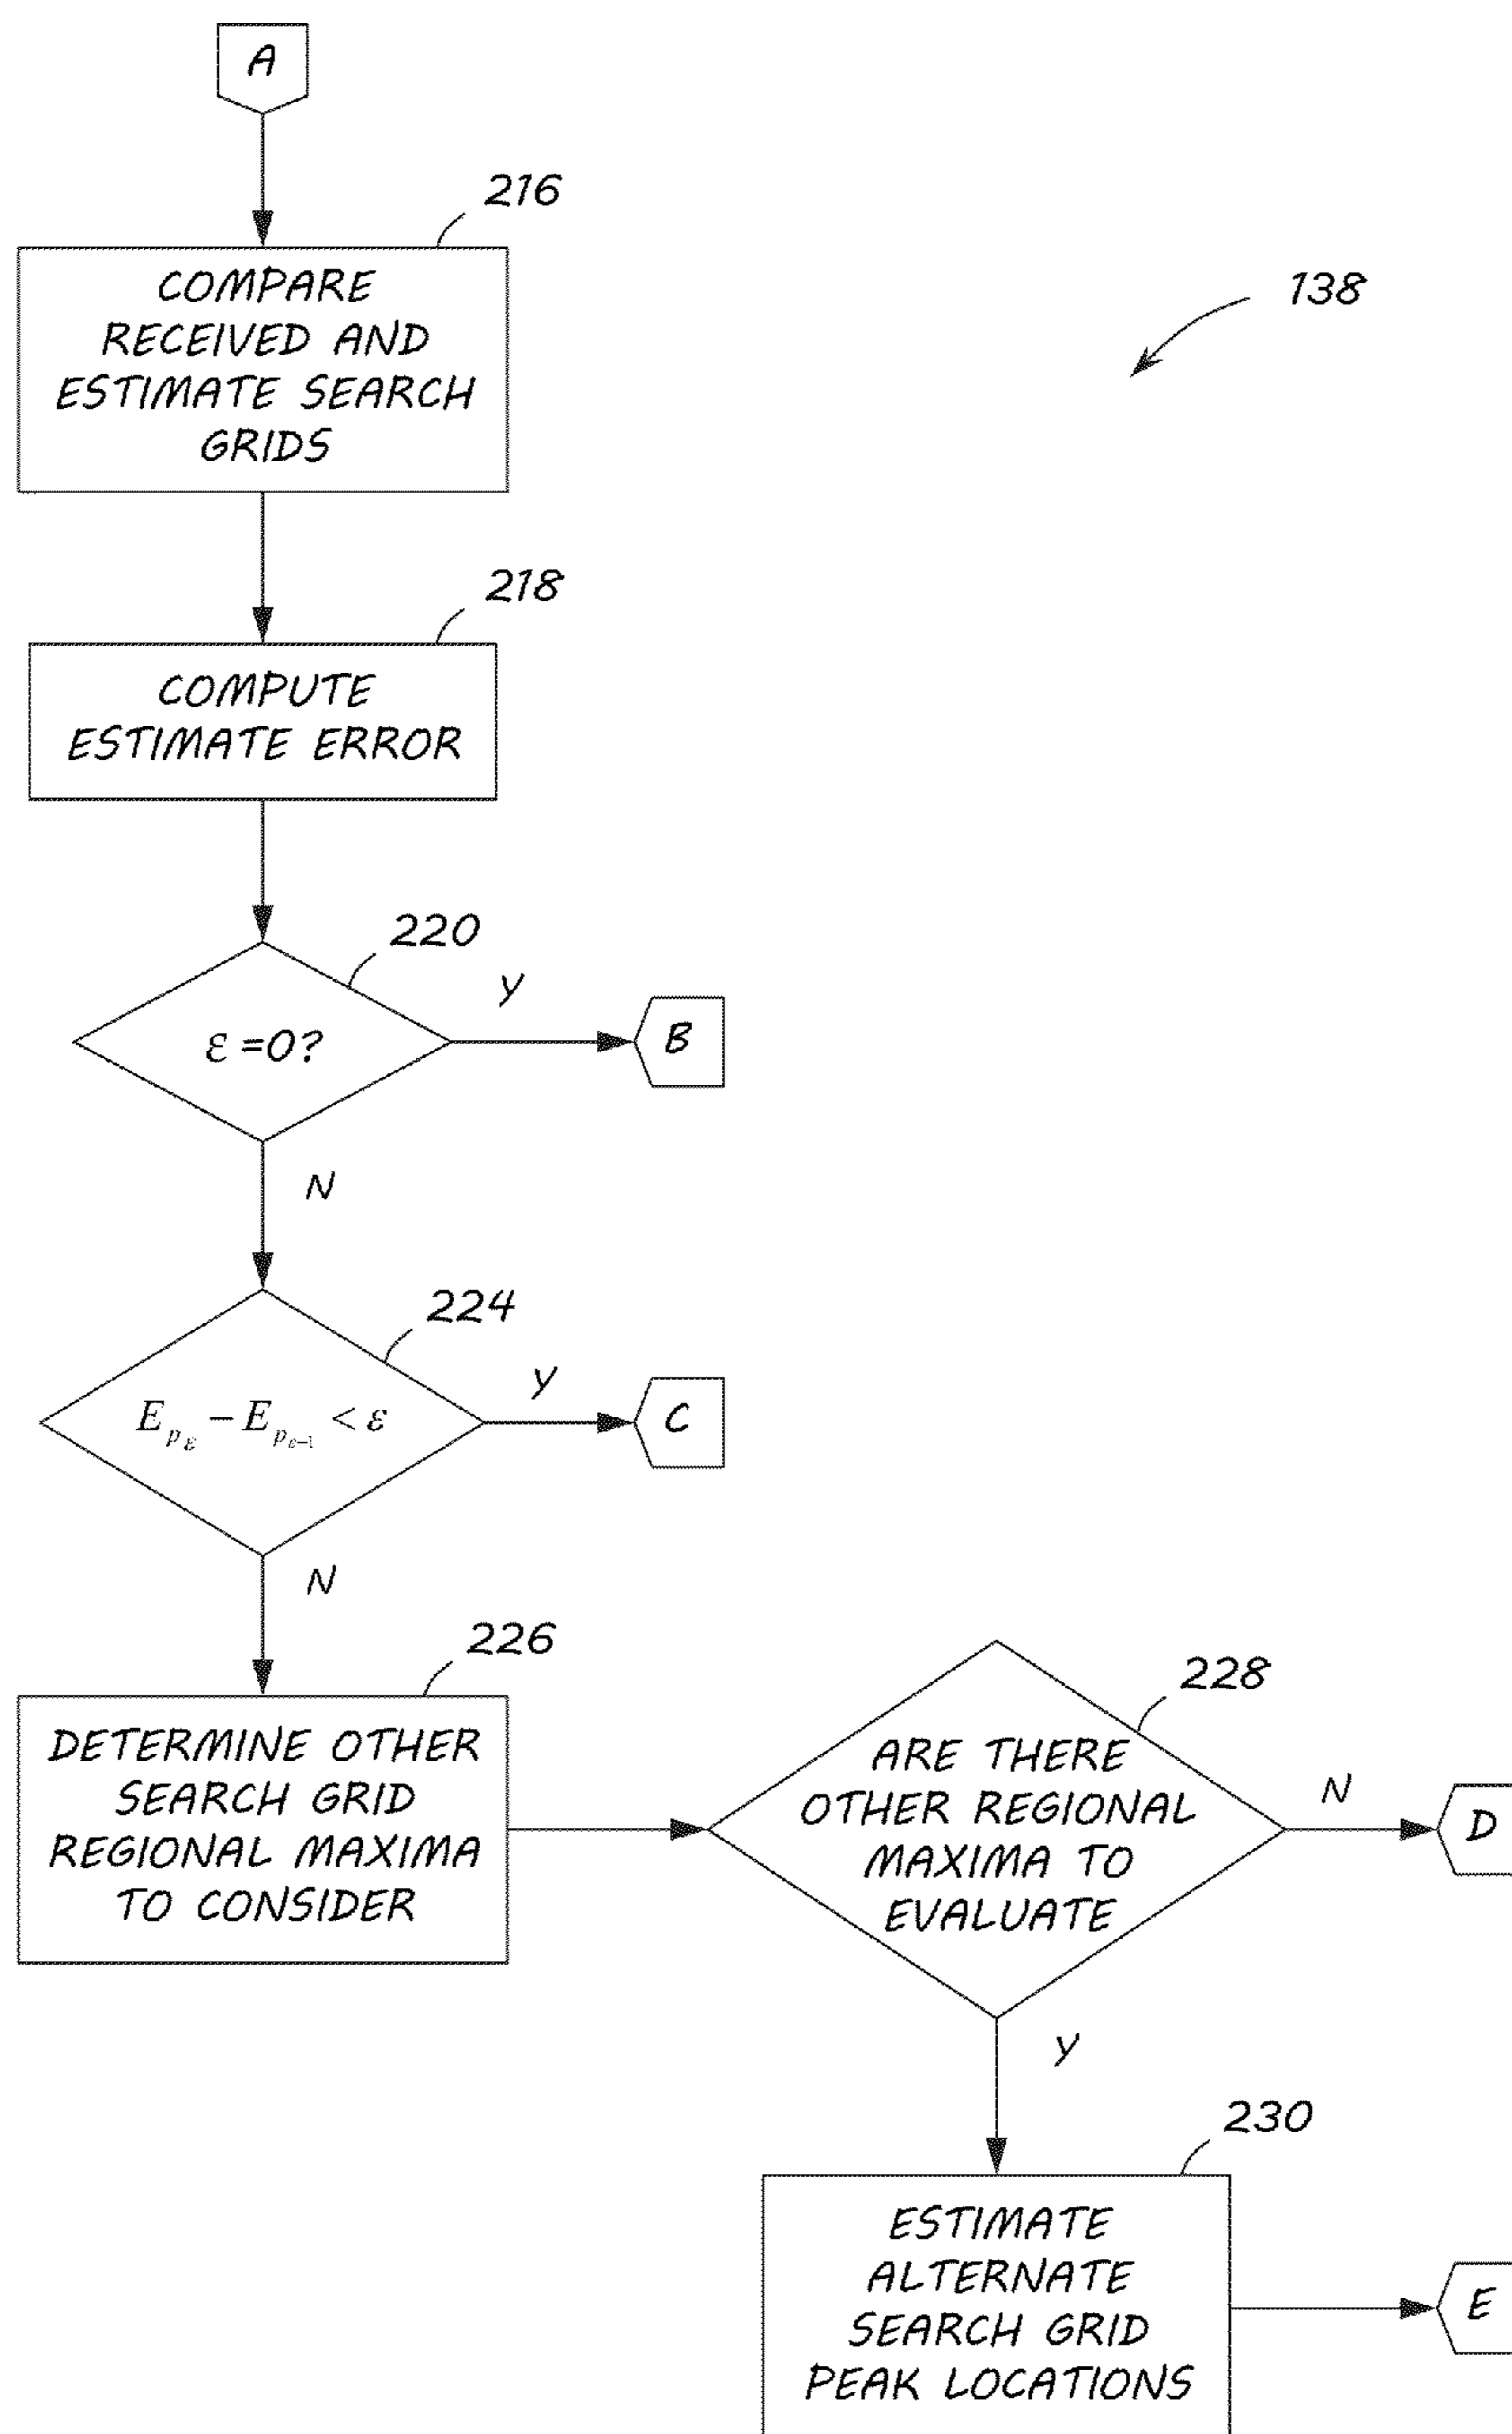 A
216
138
COMPARE
RECEIVED AND
ESTIMATE SEARCH
GRIDS
218
COMPUTE
ESTIMATE ERROR
220
ε =0?
Y
B
N
224
E_{p_ε} − E_{p_{ε−1}} < ε
Y
C
N
226
DETERMINE OTHER
SEARCH GRID
REGIONAL MAXIMA
TO CONSIDER
228
ARE THERE
OTHER REGIONAL
MAXIMA TO
EVALUATE
N
D
Y
230
ESTIMATE
ALTERNATE
SEARCH GRID
PEAK LOCATIONS
E